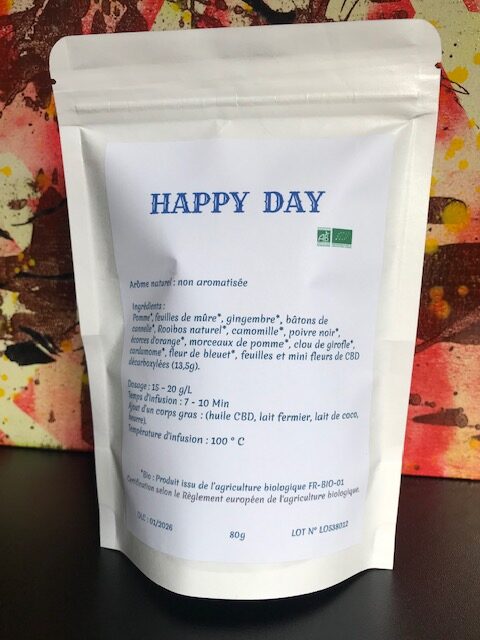 HAPPY DAY
AB
Arôme naturel : non aromatisée
Ingrédients :
Pomme*, feuilles de mûre*, gingembre*, bâtons de
cannelle*, Rooibos naturel*, camomille*, poivre noir*,
écorces d'orange*, morceaux de pomme*, clou de girofle*,
cardamome*, fleur de bleuet*, feuilles et mini fleurs de CBD
décarboxylées (13,5g).
Dosage : 15 - 20 g/L
Temps d'infusion : 7 - 10 Min
Ajout d'un corps gras : (huile CBD, lait fermier, lait de coco,
beurre).
Température d'infusion : 100 ° C
*Bio : Produit issu de l'agriculture biologique FR-BIO-01
Certification selon le Règlement européen de l'agriculture biologique.
DLC : 01/2026
80g
LOT N° LOS38012